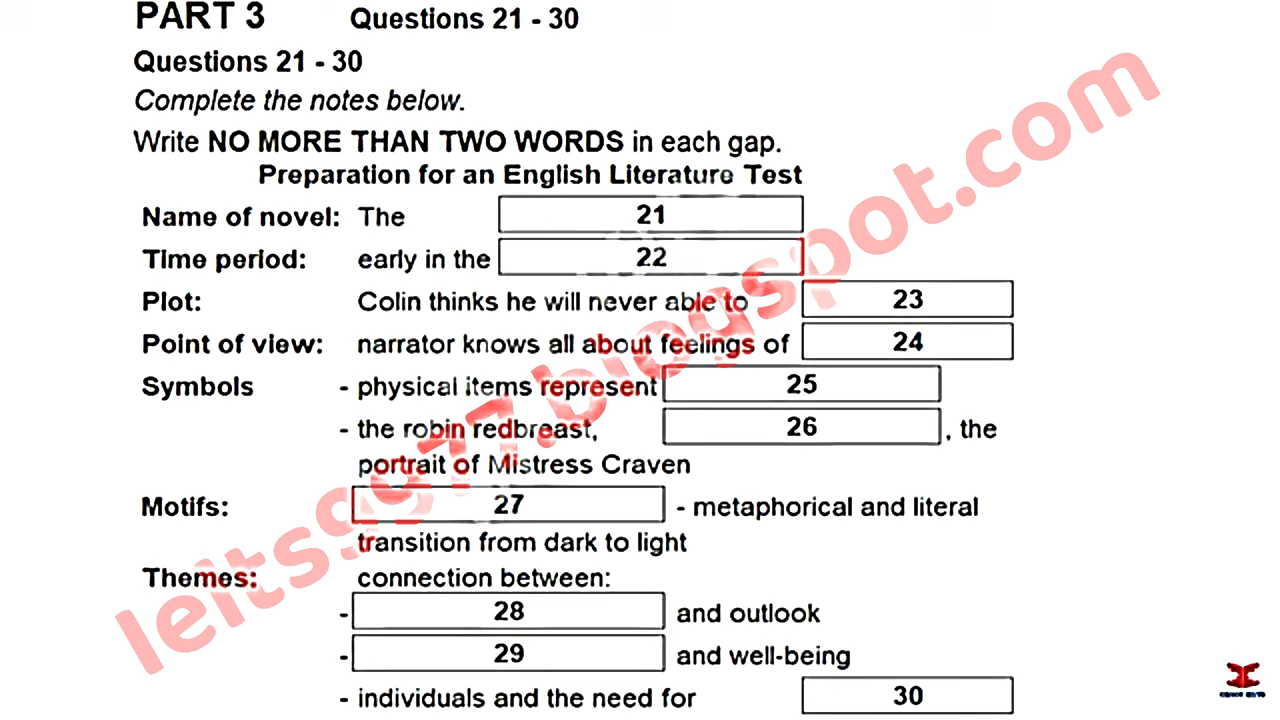 PART 3 Questions 21 - 30
Questions 21 - 30
Complete the notes below.
Write NO MORE THAN TWO WORDS in each gap.
Preparation for an English Literature Test
Name of novel: The 21
Time period: early in the 22
Plot: Colin thinks he will never able to 23
Point of view: narrator knows all about feelings of 24
Symbols - physical items represent 25
- the robin redbreast, 26 , the
portrait of Mistress Craven
Motifs: 27 - metaphorical and literal
transition from dark to light
Themes: connection between:
- 28 and outlook
- 29 and well-being
- individuals and the need for 30
Ieltsgo77.blogspot.com